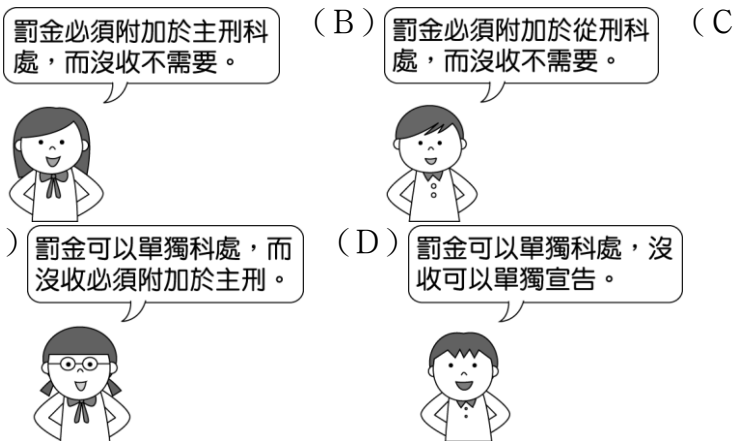 罰金必須附加於主刑科
處，而沒收不需要。
（B）
罰金必須附加於從刑科
處，而沒收不需要。
（C
）
罰金可以單獨科處，而
沒收必須附加於主刑。
（D）
罰金可以單獨科處，沒
收可以單獨宣告。